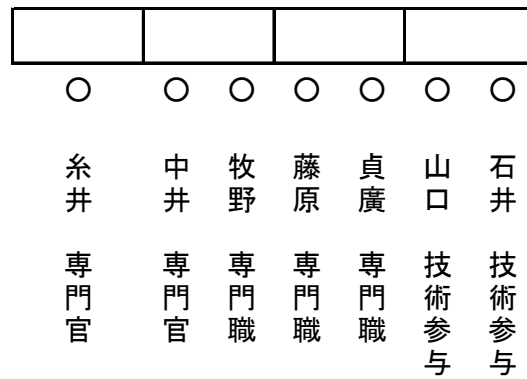 ○ ○ ○ ○ ○ ○ ○
糸井 専門官
中井 専門官
牧野 専門職
藤原 専門職
貞廣 専門職
山口 技術参与
石井 技術参与